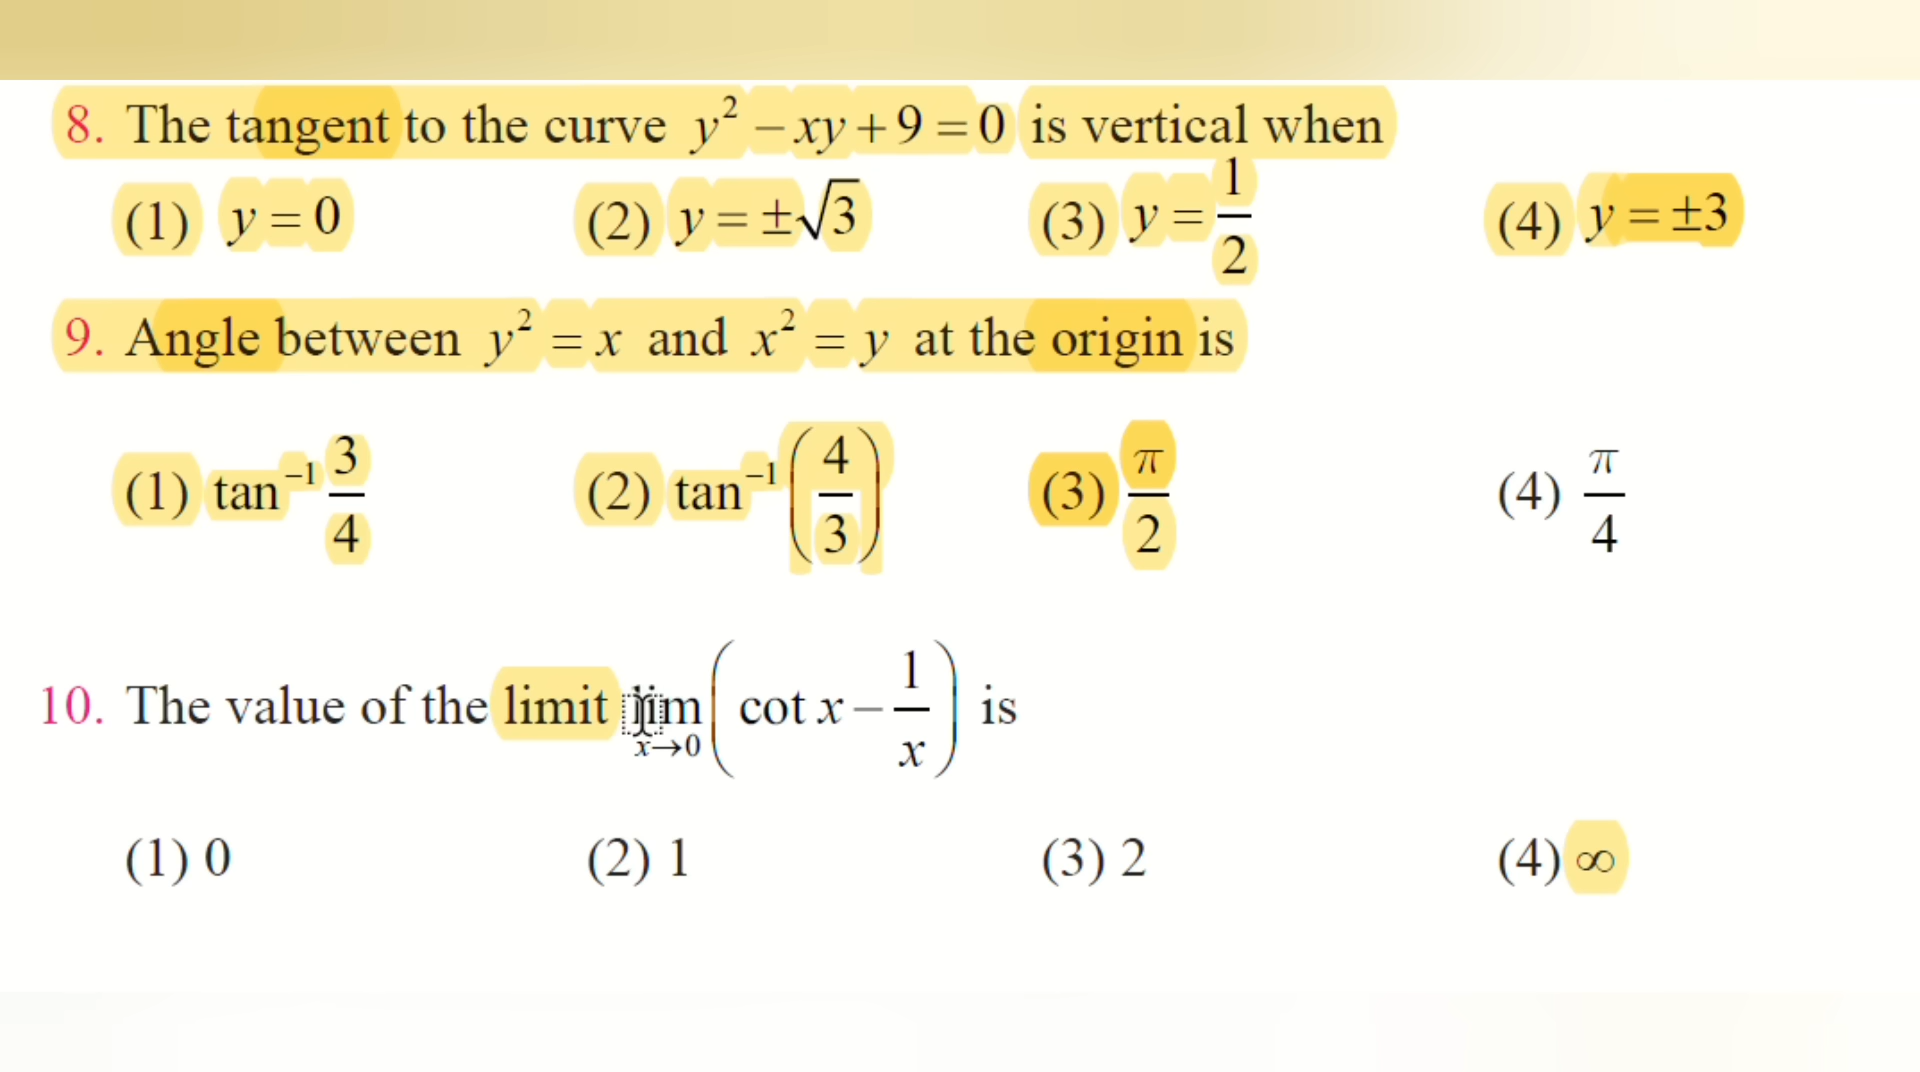 8. The tangent to the curve y² − xy + 9 = 0 is vertical when
(1) y = 0 (2) y = ±√3 (3) y = 1/2 (4) y = ±3
9. Angle between y² = x and x² = y at the origin is
(1) tan⁻¹ 3/4 (2) tan⁻¹ (4/3) (3) π/2 (4) π/4
10. The value of the limit lim x→0 (cot x − 1/x) is
(1) 0 (2) 1 (3) 2 (4) ∞